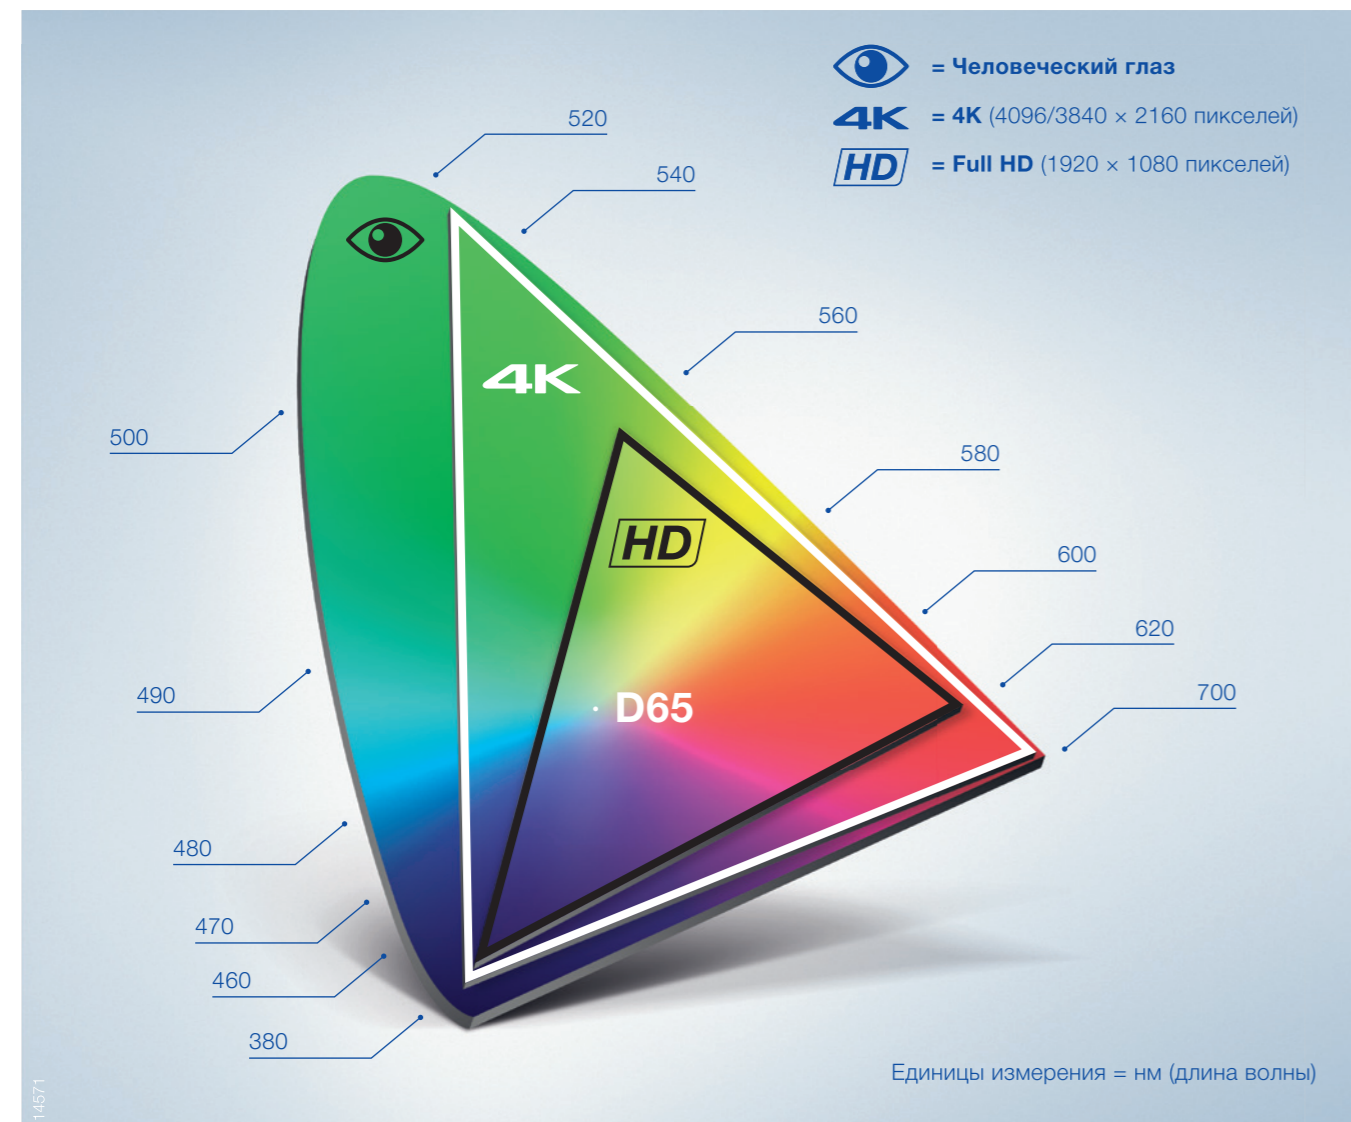 = Человеческий глаз
4K = 4K (4096/3840 × 2160 пикселей)
HD = Full HD (1920 × 1080 пикселей)
520
540
560
4K
500
580
HD
600
620
490
D65
700
480
470
460
380
Единицы измерения = нм (длина волны)
14571